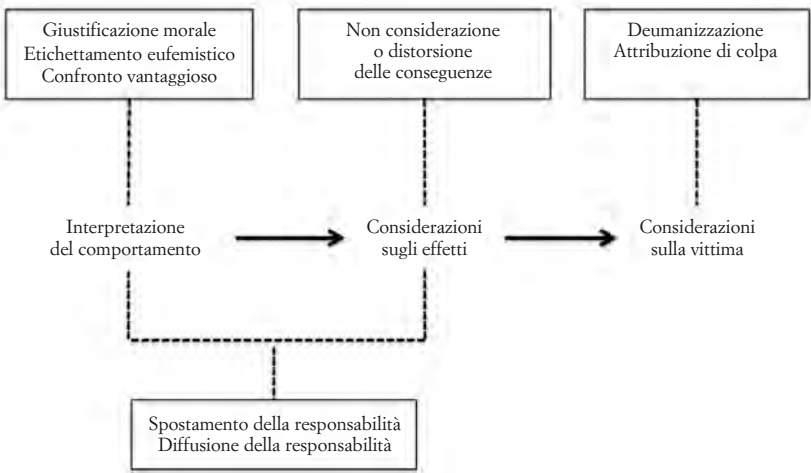 Giustificazione morale
Etichettamento eufemistico
Confronto vantaggioso
Non considerazione
o distorsione
delle conseguenze
Deumanizzazione
Attribuzione di colpa
Interpretazione
del comportamento
Considerazioni
sugli effetti
Considerazioni
sulla vittima
Spostamento della responsabilità
Diffusione della responsabilità